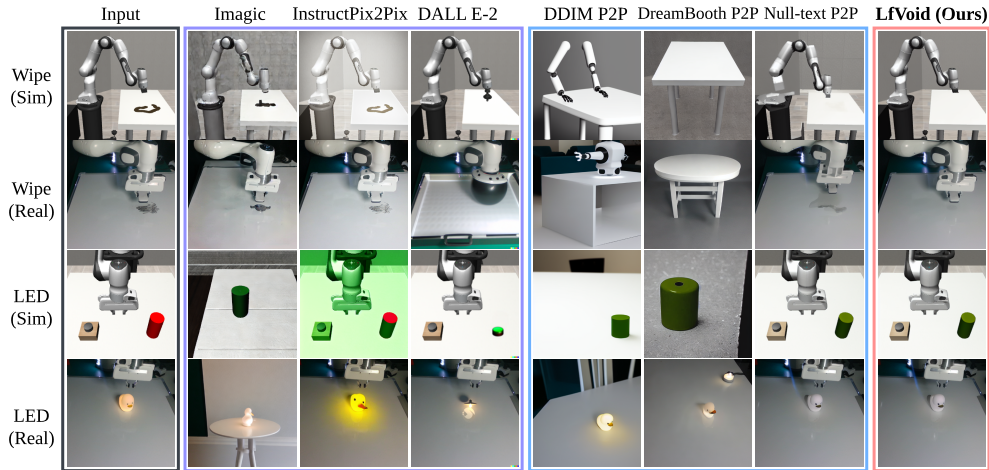 Input Imagic InstructPix2Pix DALL E-2 DDIM P2P DreamBooth P2P Null-text P2P LfVoid (Ours)
Wipe
(Sim)
Wipe
(Real)
LED
(Sim)
LED
(Real)